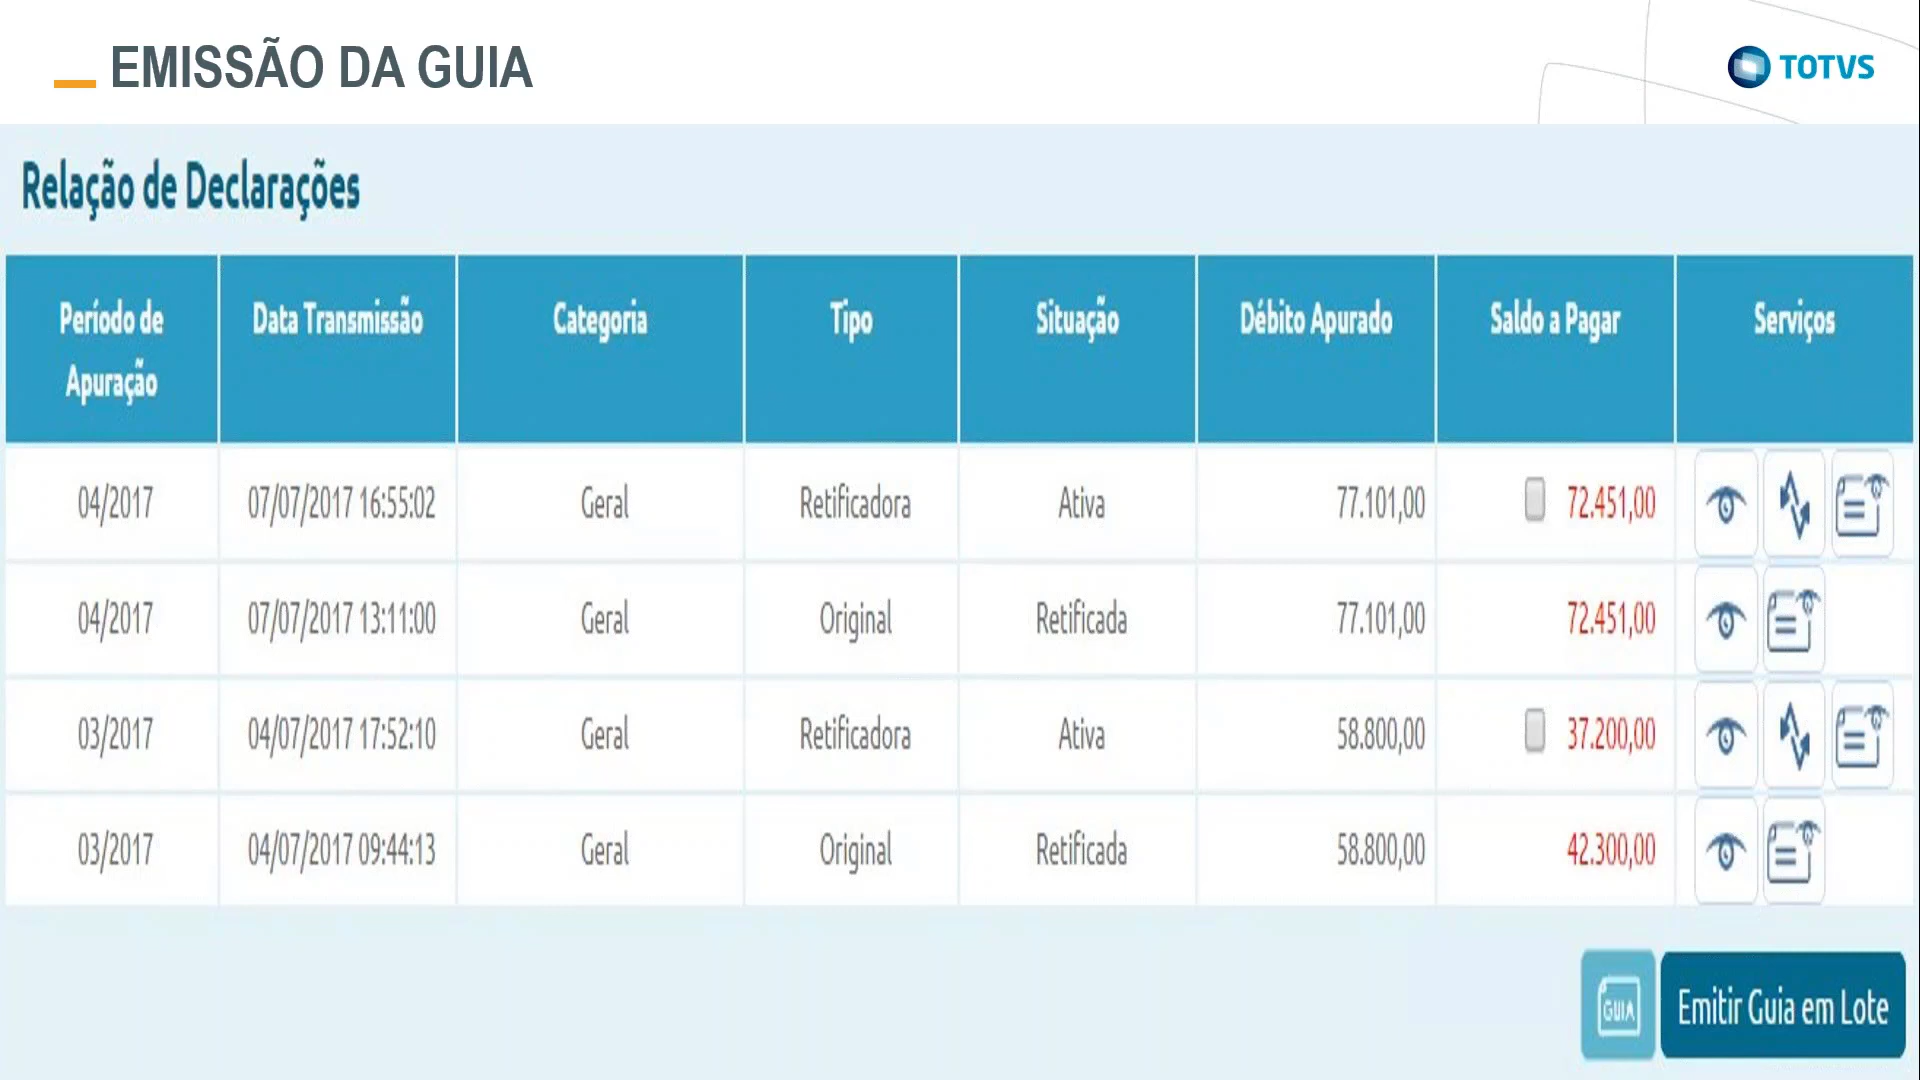 EMISSÃO DA GUIA
TOTVS
Relação de Declarações
Período de Apuração Data Transmissão Categoria Tipo Situação Débito Apurado Saldo a Pagar Serviços
04/2017 07/07/2017 16:55:02 Geral Retificadora Ativa 77.101,00 72.451,00
04/2017 07/07/2017 13:11:00 Geral Original Retificada 77.101,00 72.451,00
03/2017 04/07/2017 17:52:10 Geral Retificadora Ativa 58.800,00 37.200,00
03/2017 04/07/2017 09:44:13 Geral Original Retificada 58.800,00 42.300,00
GUIA Emitir Guia em Lote